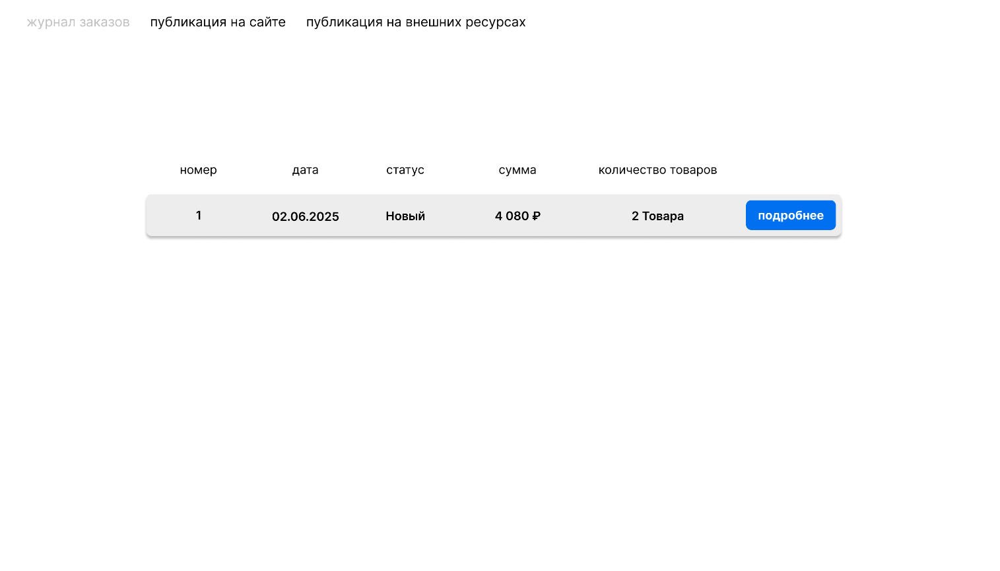 журнал заказов публикация на сайте публикация на внешних ресурсах
номер дата статус сумма количество товаров
1 02.06.2025 Новый 4 080 ₽ 2 Товара подробнее